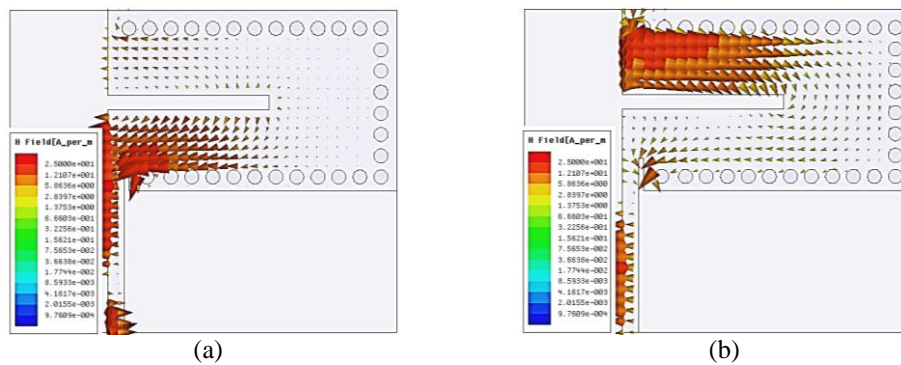 H Field[A_per_m
2.5000e+001
1.2107e+001
5.8636e+000
2.8397e+000
1.3753e+000
6.6603e-001
3.2256e-001
1.5621e-001
7.5653e-002
3.6638e-002
1.7744e-002
8.5933e-003
4.1617e-003
2.0155e-003
9.7609e-004
(a)
H Field[A_per_m
2.5000e+001
1.2107e+001
5.8636e+000
2.8397e+000
1.3753e+000
6.6603e-001
3.2256e-001
1.5621e-001
7.5653e-002
3.6638e-002
1.7744e-002
8.5933e-003
4.1617e-003
2.0155e-003
9.7609e-004
(b)